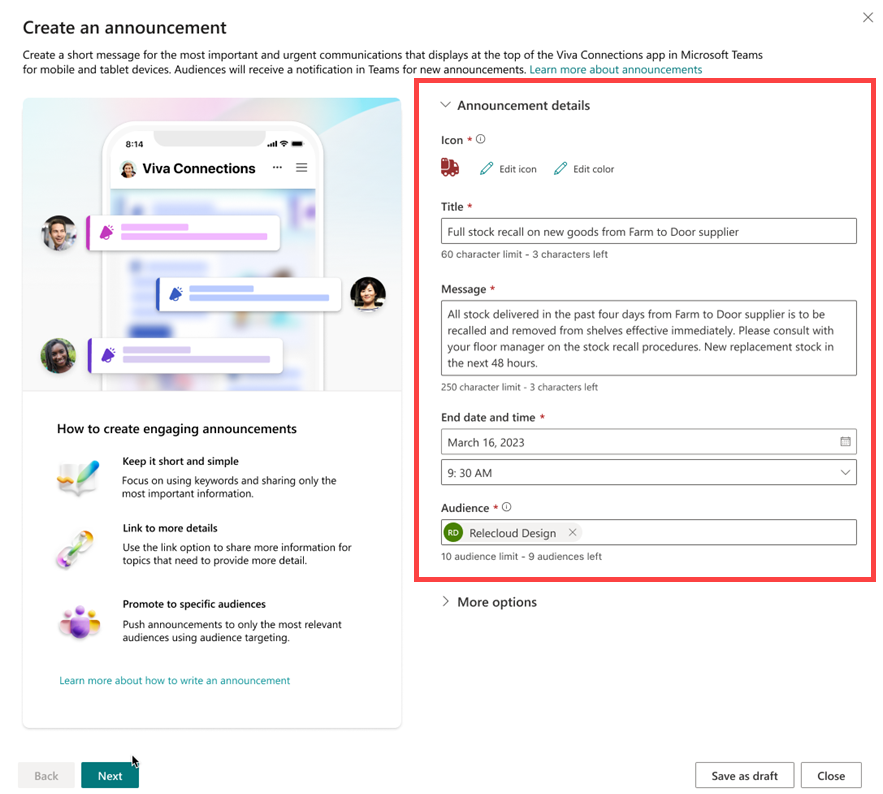 Create an announcement
Create a short message for the most important and urgent communications that displays at the top of the Viva Connections app in Microsoft Teams
for mobile and tablet devices. Audiences will receive a notification in Teams for new announcements. Learn more about announcements
8:14
Viva Connections
How to create engaging announcements
Keep it short and simple
Focus on using keywords and sharing only the
most important information.
Link to more details
Use the link option to share more information for
topics that need to provide more detail.
Promote to specific audiences
Push announcements to only the most relevant
audiences using audience targeting.
Learn more about how to write an announcement
Announcement details
Icon *
Edit icon
Edit color
Title *
Full stock recall on new goods from Farm to Door supplier
60 character limit - 3 characters left
Message *
All stock delivered in the past four days from Farm to Door supplier is to be
recalled and removed from shelves effective immediately. Please consult with
your floor manager on the stock recall procedures. New replacement stock in
the next 48 hours.
250 character limit - 3 characters left
End date and time *
March 16, 2023
9: 30 AM
Audience *
RD Relecloud Design
10 audience limit - 9 audiences left
More options
Back
Next
Save as draft
Close